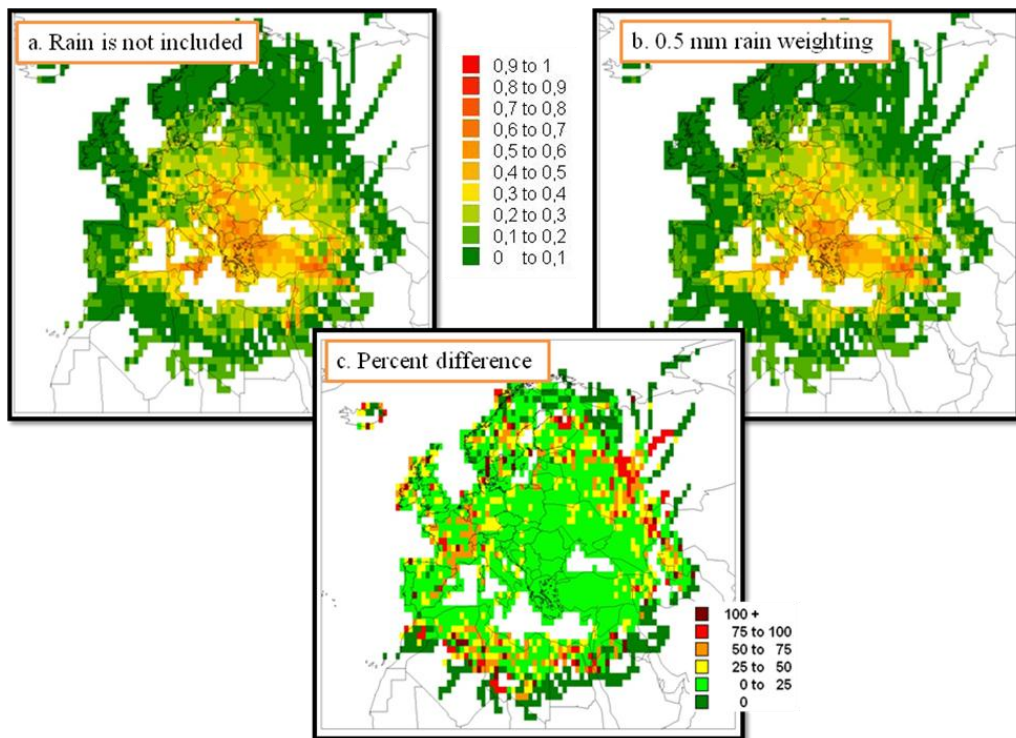 a. Rain is not included
b. 0.5 mm rain weighting
0,9 to 1
0,8 to 0,9
0,7 to 0,8
0,6 to 0,7
0,5 to 0,6
0,4 to 0,5
0,3 to 0,4
0,2 to 0,3
0,1 to 0,2
0 to 0,1
c. Percent difference
100 +
75 to 100
50 to 75
25 to 50
0 to 25
0